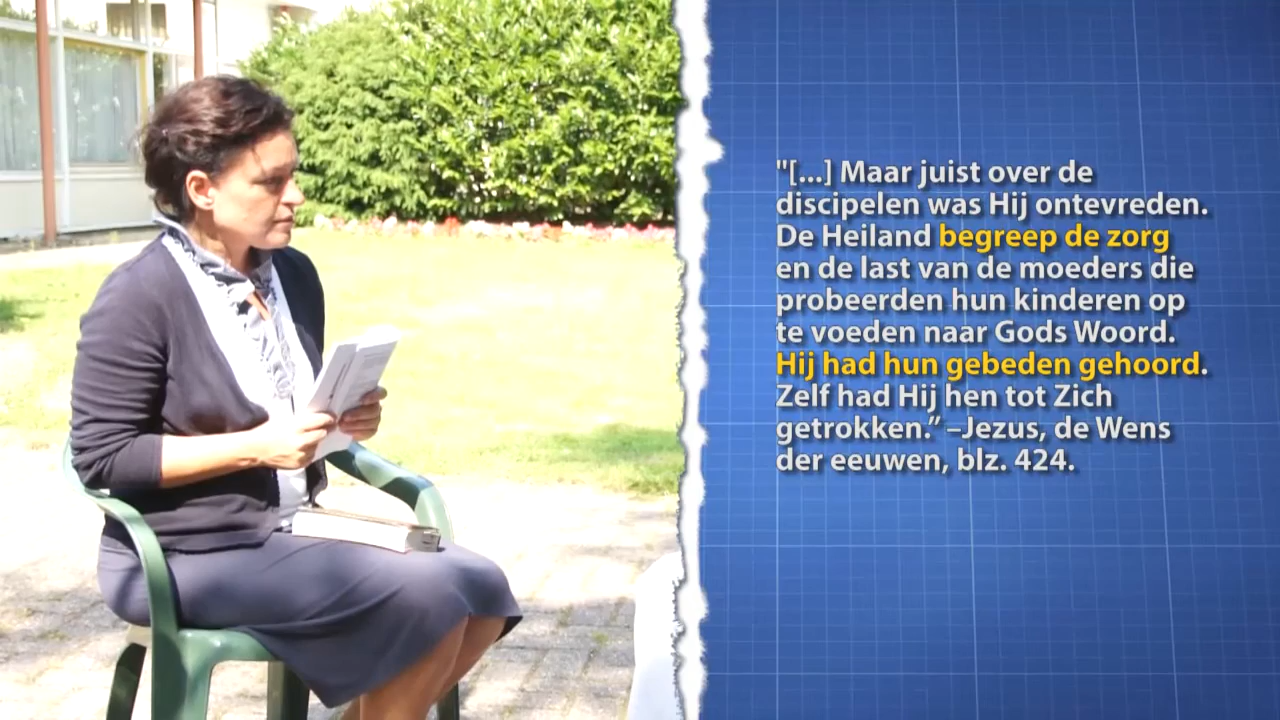 "[...] Maar juist over de
discipelen was Hij ontevreden.
De Heiland begreep de zorg
en de last van de moeders die
probeerden hun kinderen op
te voeden naar Gods Woord.
Hij had hun gebeden gehoord.
Zelf had Hij hen tot Zich
getrokken.” –Jezus, de Wens
der eeuwen, blz. 424.